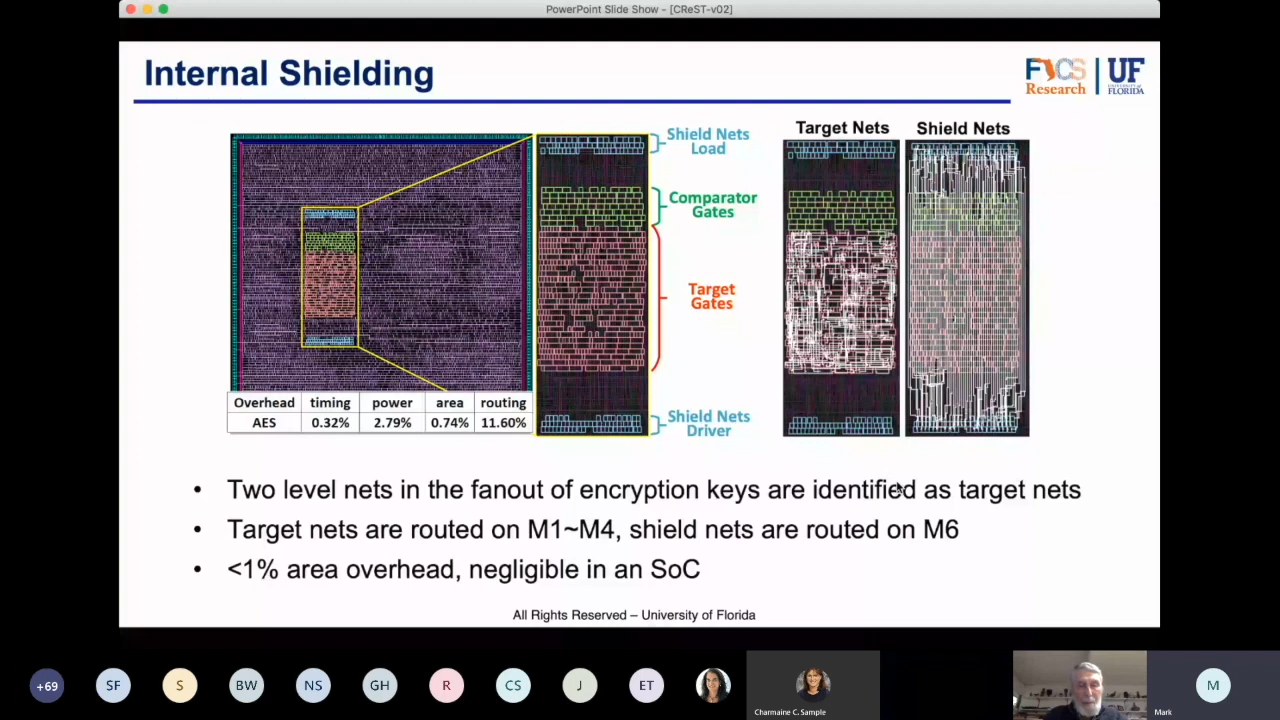 PowerPoint Slide Show - [CReST-v02]
Internal Shielding
FICS
Research
UF
UNIVERSITY of
FLORIDA
Shield Nets
Load
Comparator
Gates
Target
Gates
Shield Nets
Driver
Target Nets
Shield Nets
Overhead timing power area routing
AES 0.32% 2.79% 0.74% 11.60%
• Two level nets in the fanout of encryption keys are identified as target nets
• Target nets are routed on M1~M4, shield nets are routed on M6
• <1% area overhead, negligible in an SoC
All Rights Reserved – University of Florida
+69 SF S BW NS GH R CS J ET M
Charmaine C. Sample
Mark